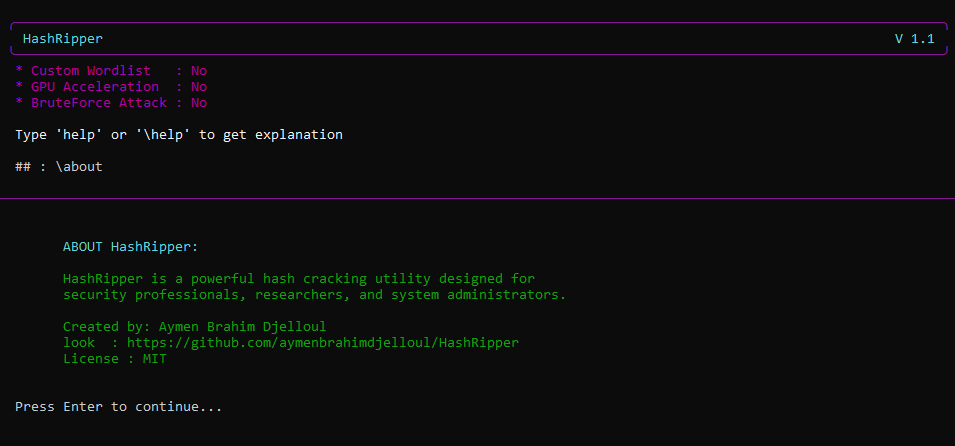 HashRipper V 1.1
* Custom Wordlist : No
* GPU Acceleration : No
* BruteForce Attack : No
Type 'help' or '\help' to get explanation
## : \about
ABOUT HashRipper:
HashRipper is a powerful hash cracking utility designed for
security professionals, researchers, and system administrators.
Created by: Aymen Brahim Djelloul
look : https://github.com/aymenbrahimdjelloul/HashRipper
License : MIT
Press Enter to continue...